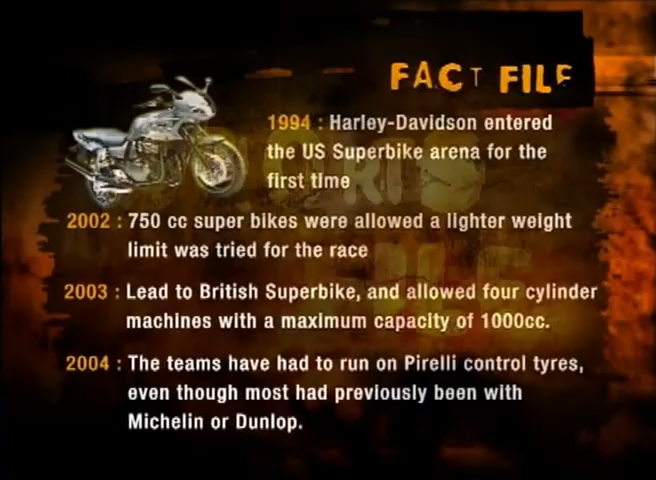 FACT FILE
1994 : Harley-Davidson entered
the US Superbike arena for the
first time
2002 : 750 cc super bikes were allowed a lighter weight
limit was tried for the race
2003 : Lead to British Superbike, and allowed four cylinder
machines with a maximum capacity of 1000cc.
2004 : The teams have had to run on Pirelli control tyres,
even though most had previously been with
Michelin or Dunlop.